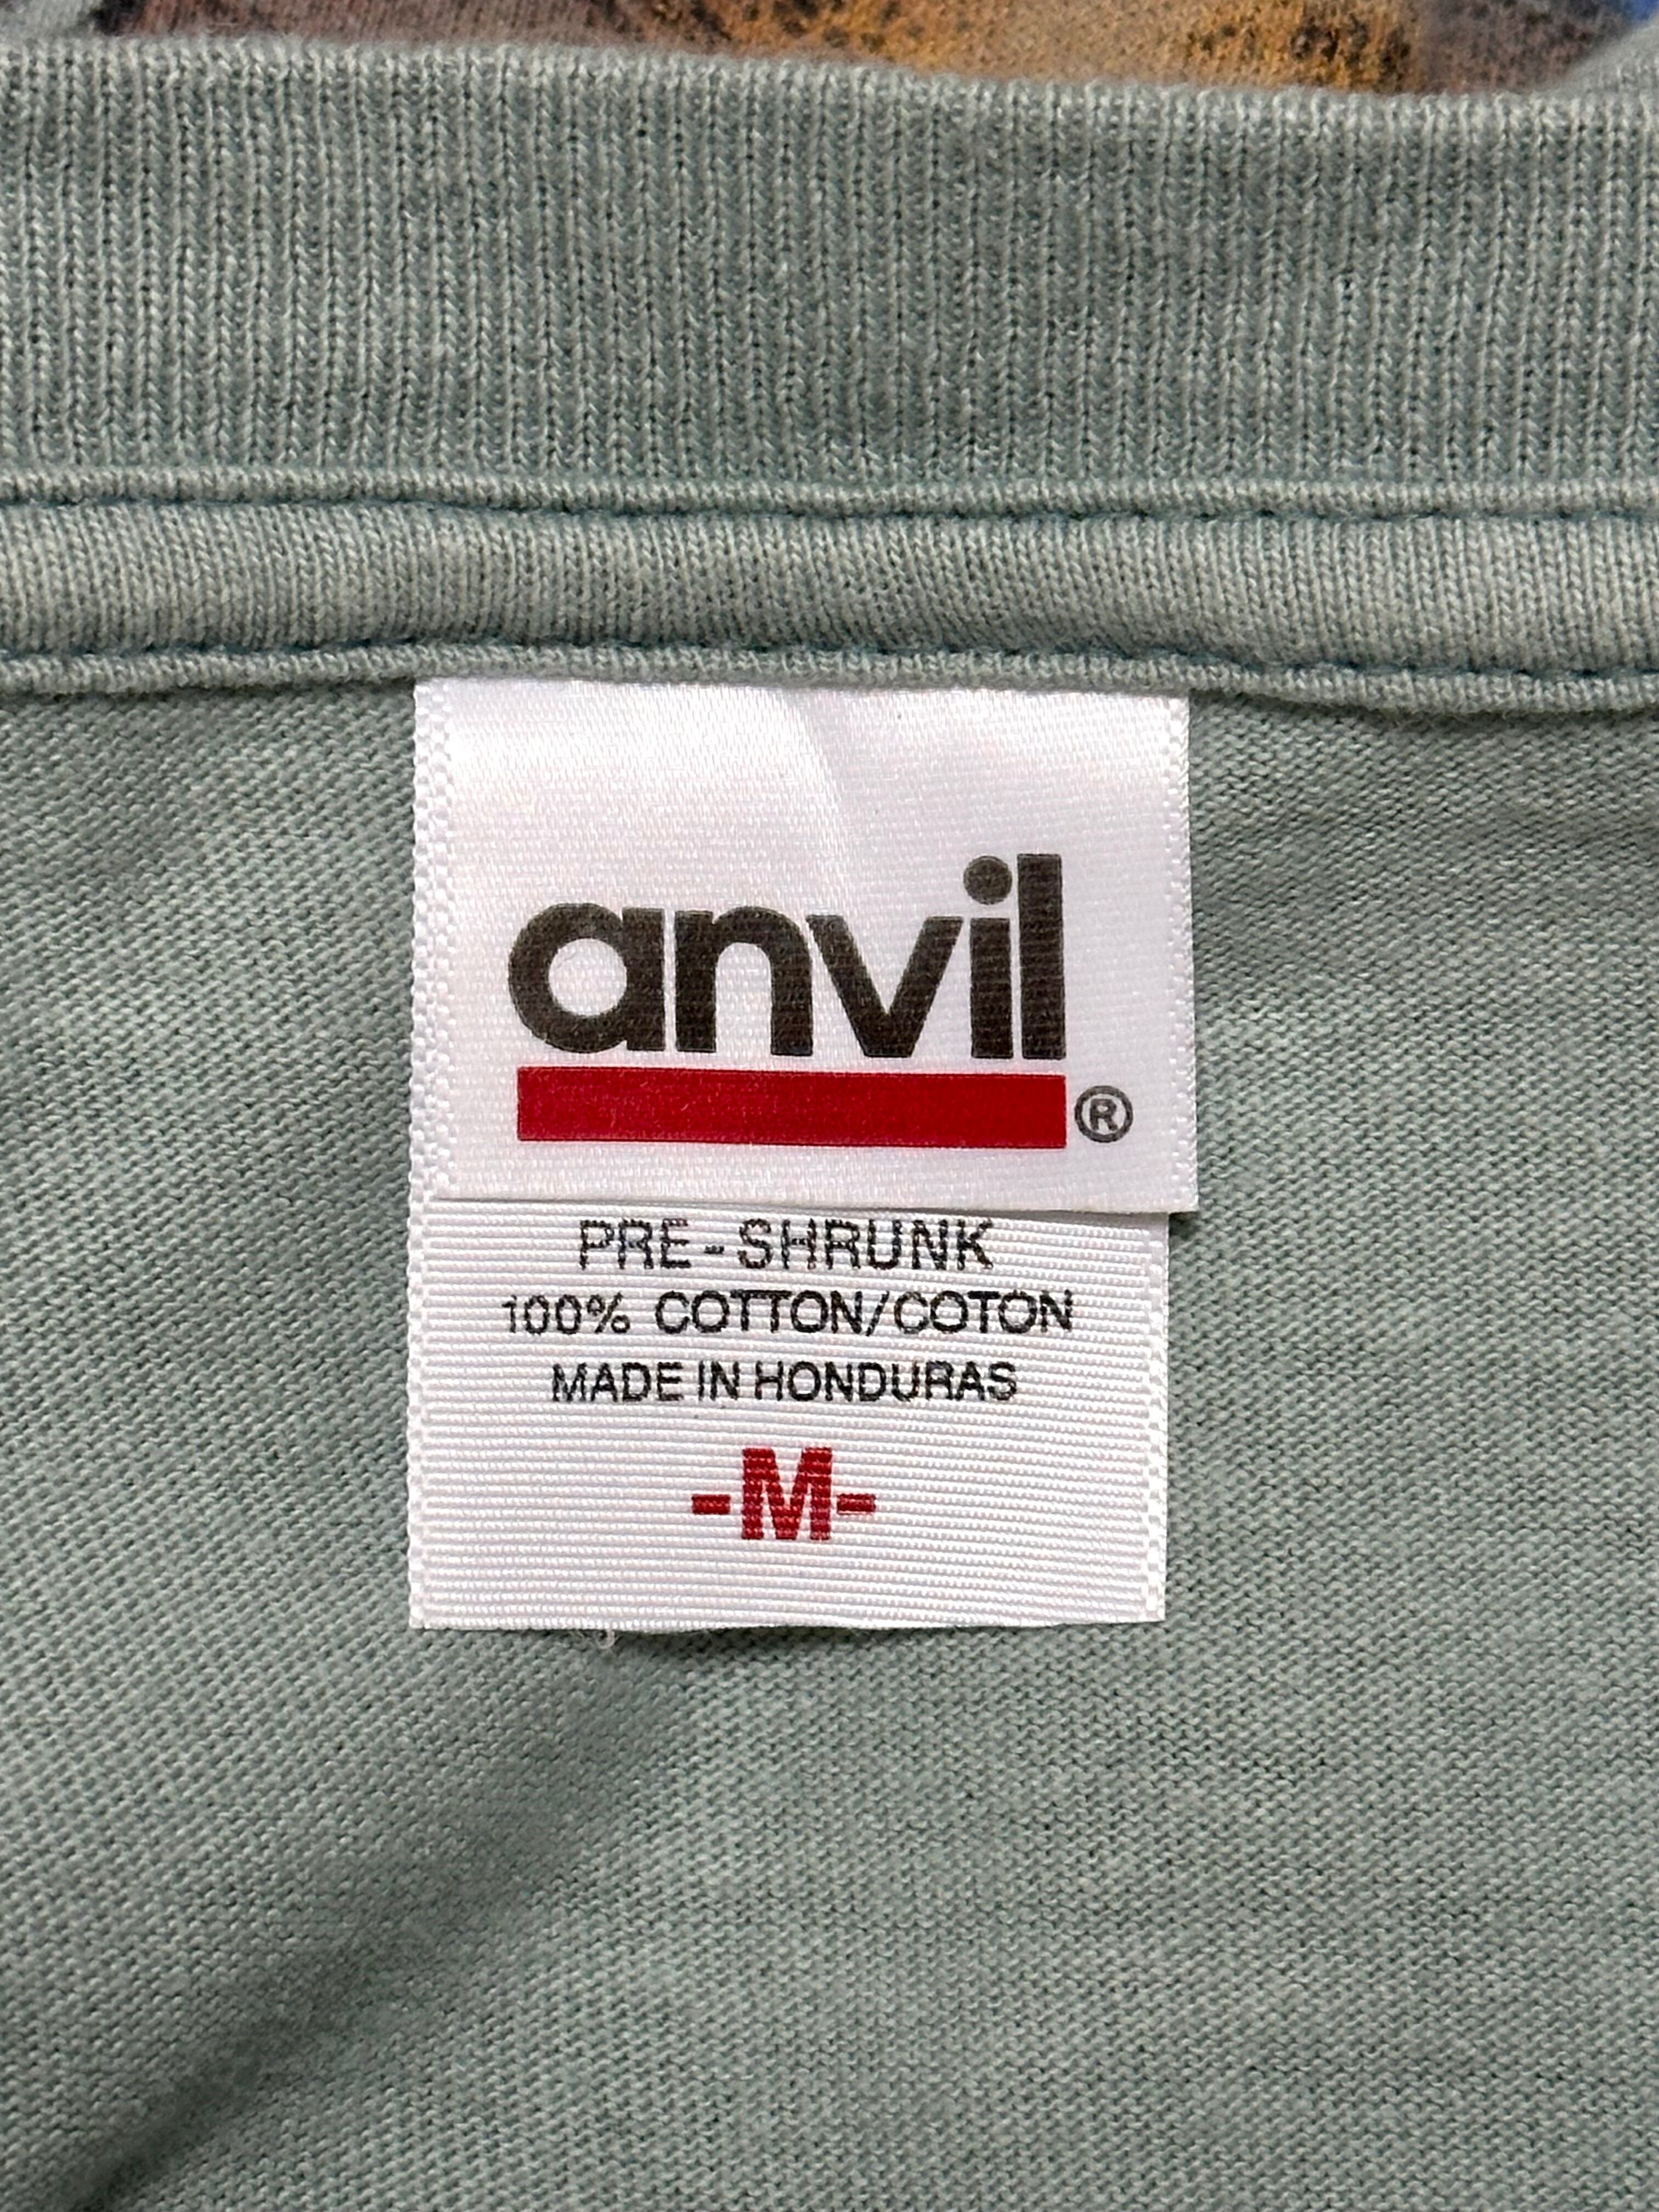 anvil®
PRE-SHRUNK
100% COTTON/COTON
MADE IN HONDURAS
-M-